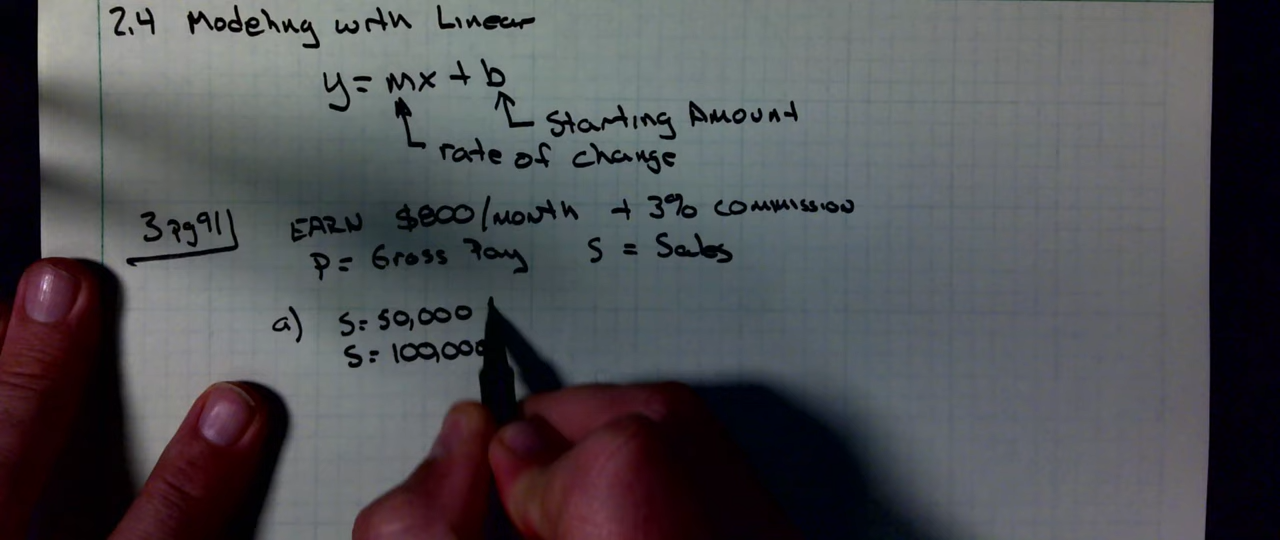 2.4 Modeling with Linear
y = mx + b
Starting Amount
rate of change
3 pg 91
EARN $800/month + 3% commission
P = Gross Pay S = Sales
a) S = 50,000
S = 100,000